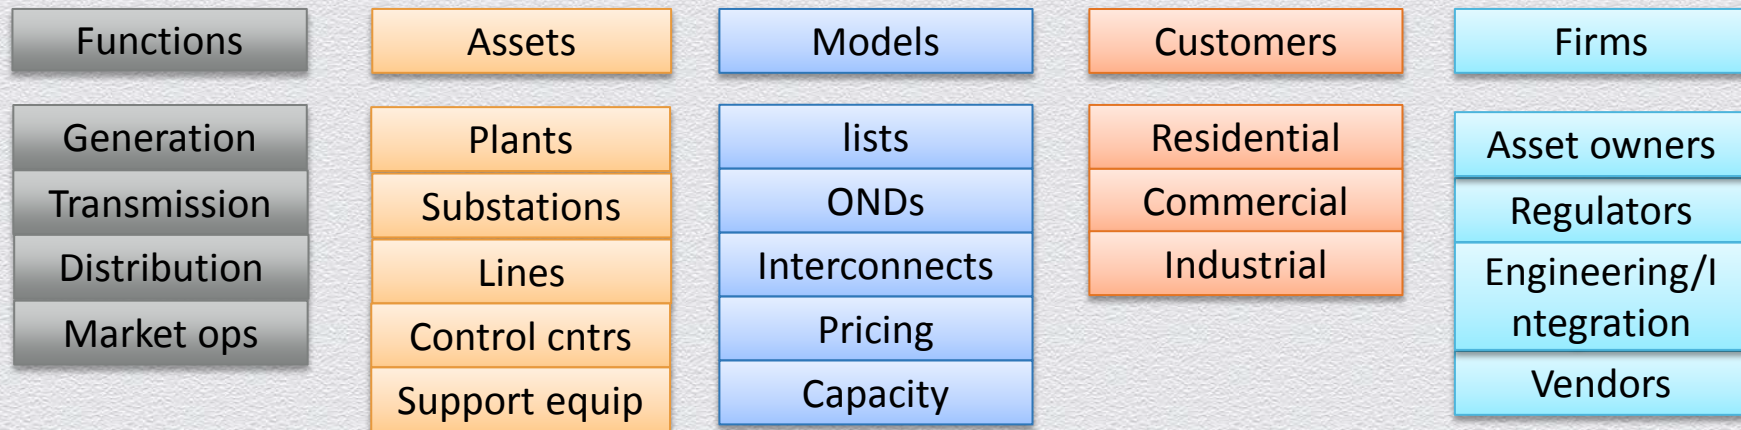 Functions
Generation
Transmission
Distribution
Market ops
Assets
Plants
Substations
Lines
Control cntrs
Support equip
Models
lists
ONDs
Interconnects
Pricing
Capacity
Customers
Residential
Commercial
Industrial
Firms
Asset owners
Regulators
Engineering/I
ntegration
Vendors